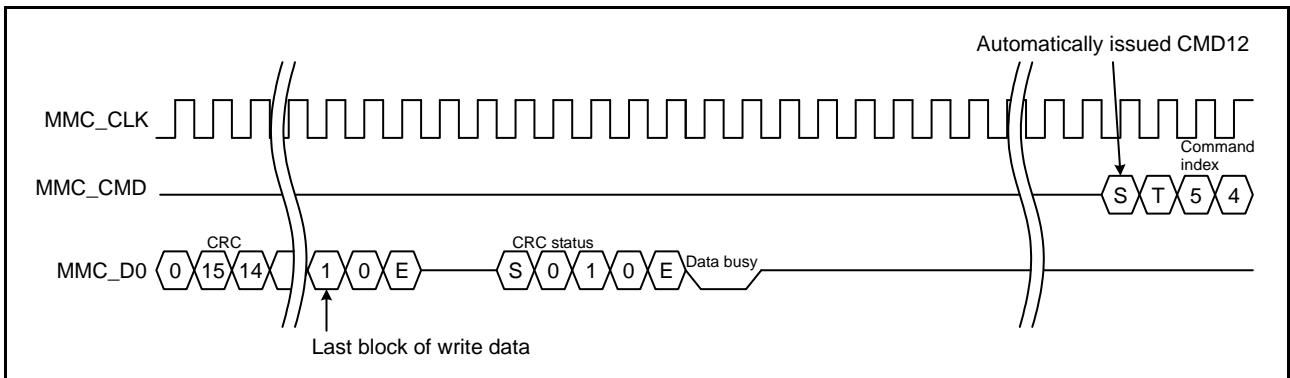 Automatically issued CMD12
MMC_CLK
Command
index
MMC_CMD
S T 5 4
CRC
CRC status
MMC_D0
0 15 14 1 0 E S 0 1 0 E Data busy
Last block of write data